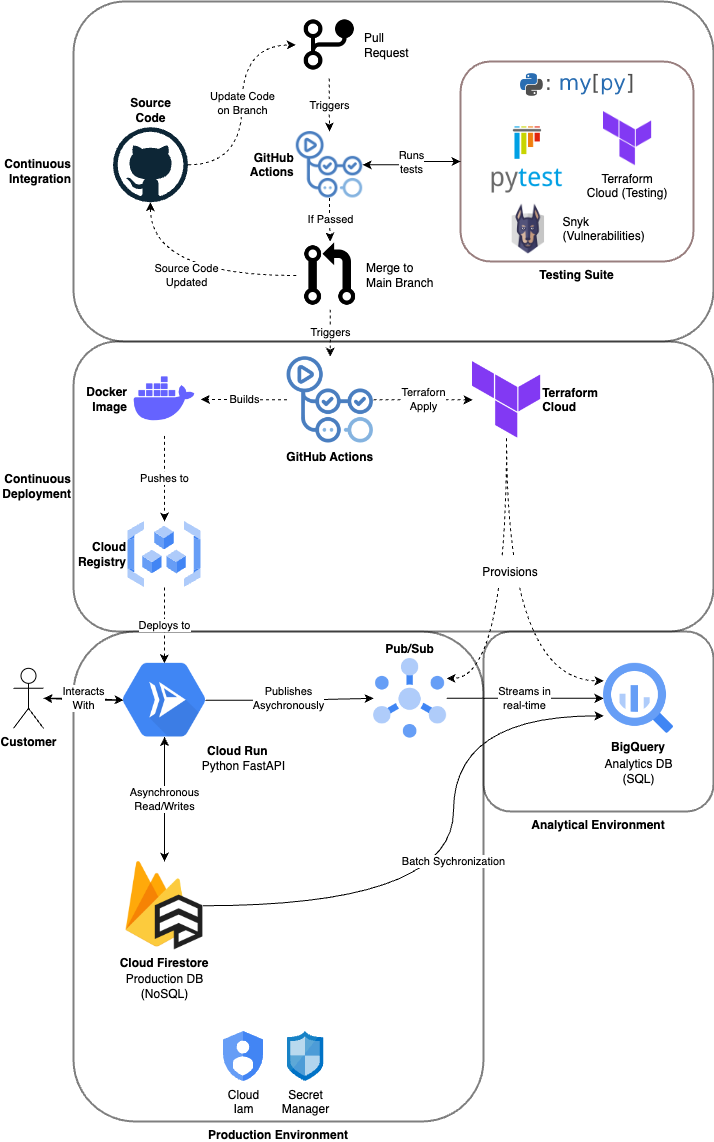 Pull
Request
Update Code
on Branch
Triggers
Source
Code
Continuous
Integration
GitHub
Actions
Runs
tests
: my[py]
pytest
Terraform
Cloud (Testing)
Snyk
(Vulnerabilities)
Testing Suite
If Passed
Source Code
Updated
Merge to
Main Branch
Triggers
Docker
Image
Builds
GitHub Actions
Terraform
Apply
Terraform
Cloud
Continuous
Deployment
Pushes to
Cloud
Registry
Provisions
Deploys to
Customer
Interacts
With
Cloud Run
Python FastAPI
Publishes
Asychronously
Pub/Sub
Streams in
real-time
BigQuery
Analytics DB
(SQL)
Analytical Environment
Asynchronous
Read/Writes
Batch Sychronization
Cloud Firestore
Production DB
(NoSQL)
Cloud
Iam
Secret
Manager
Production Environment